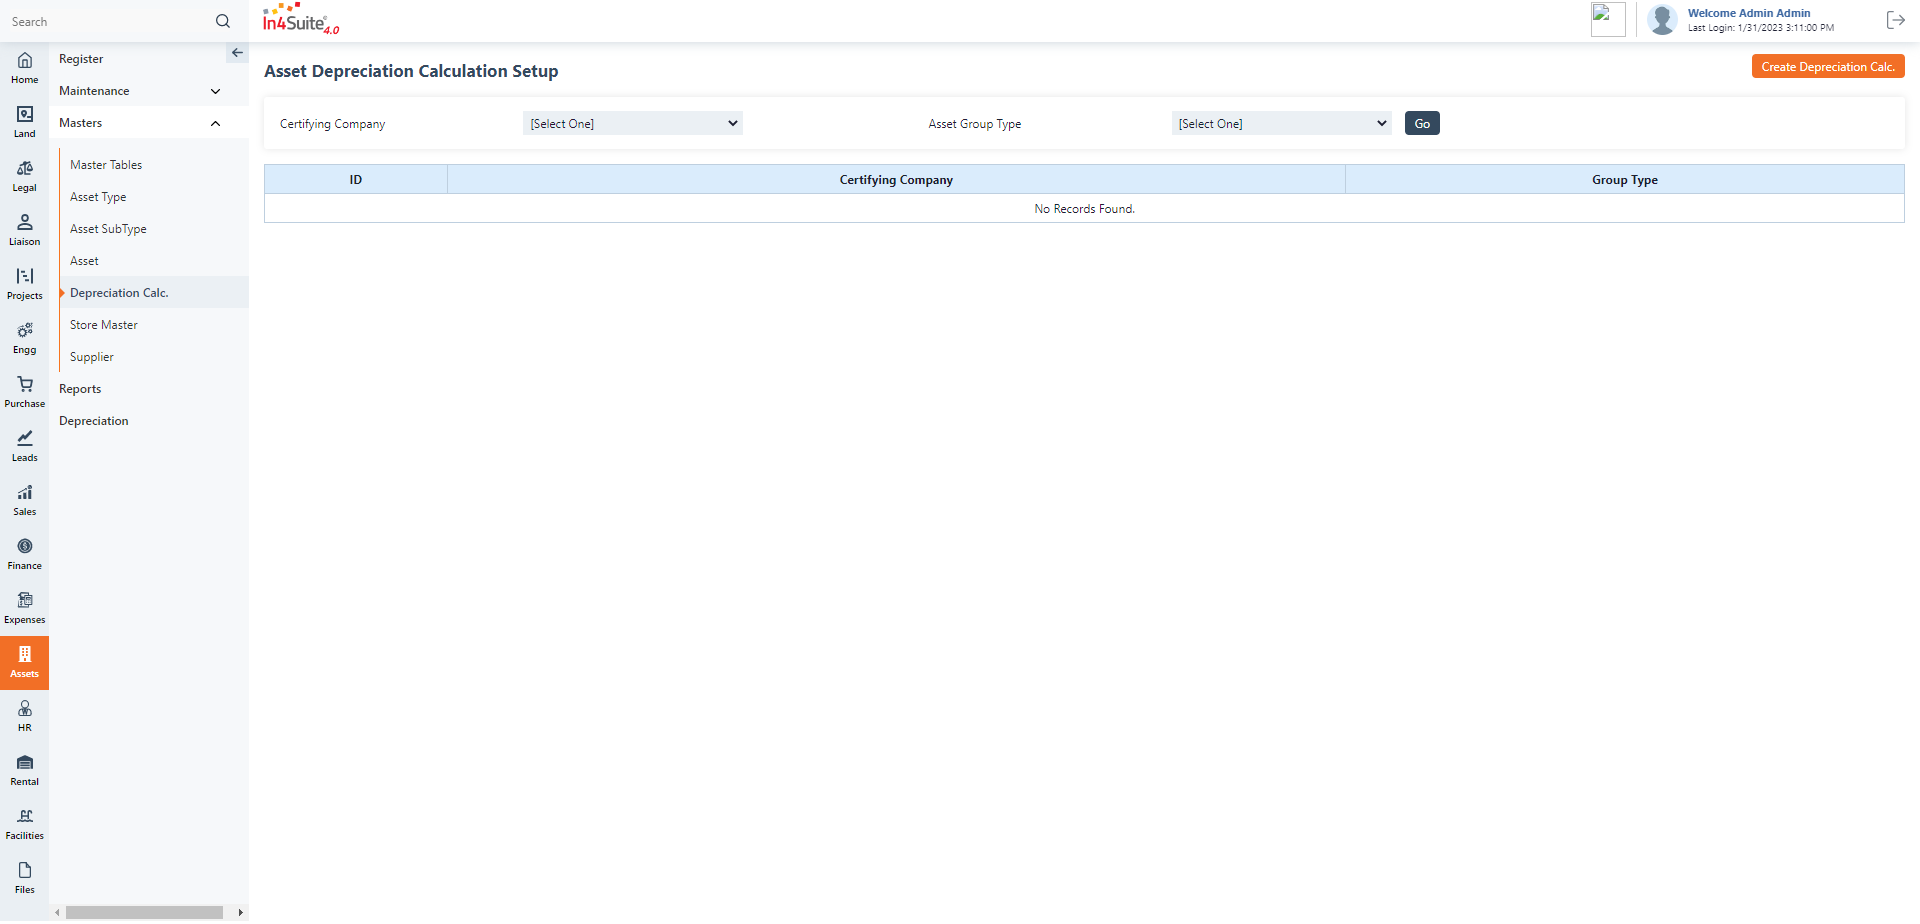 Search
In4Suite® 4.0
Welcome Admin Admin
Last Login: 1/31/2023 3:11:00 PM
Home
Land
Legal
Liaison
Projects
Engg
Purchase
Leads
Sales
Finance
Expenses
Assets
HR
Rental
Facilities
Files
Register
Maintenance
Masters
Master Tables
Asset Type
Asset SubType
Asset
Depreciation Calc.
Store Master
Supplier
Reports
Depreciation
Asset Depreciation Calculation Setup
Create Depreciation Calc.
Certifying Company [Select One] Asset Group Type [Select One] Go
ID Certifying Company Group Type
No Records Found.